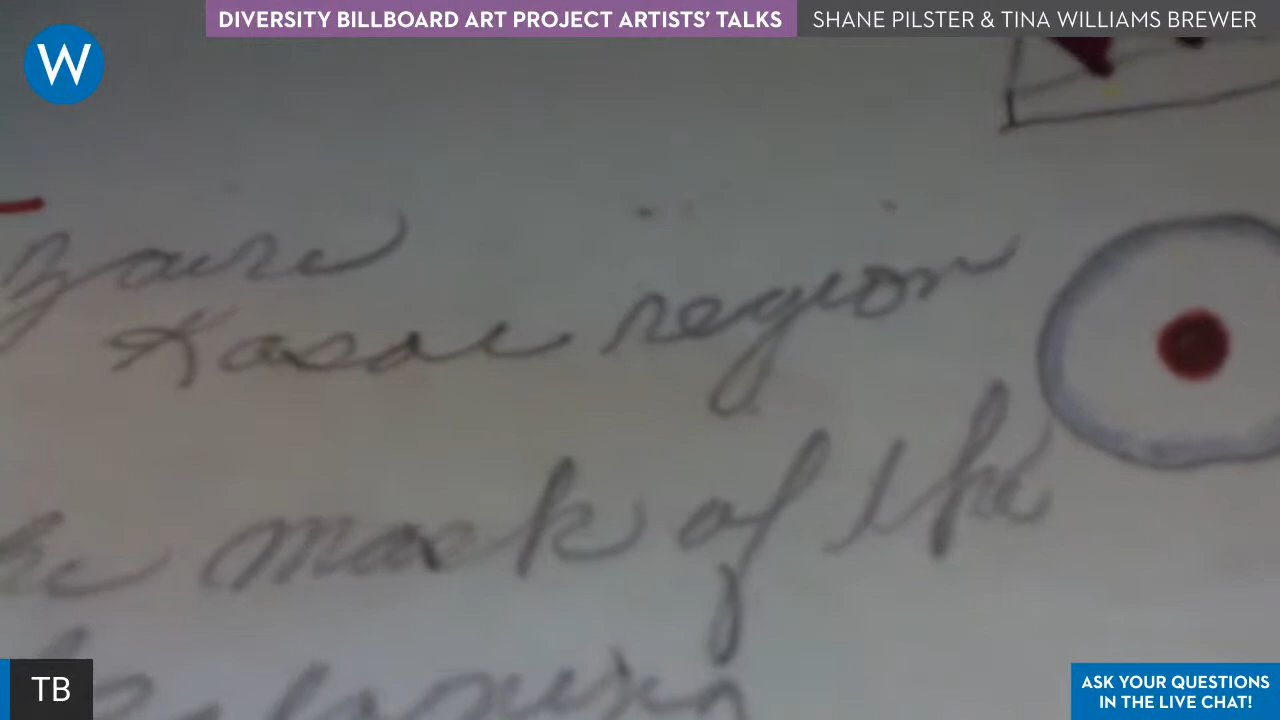 DIVERSITY BILLBOARD ART PROJECT ARTISTS' TALKS SHANE PILSTER & TINA WILLIAMS BREWER
W
Zaire
Kasai region
mask of the
TB
ASK YOUR QUESTIONS
IN THE LIVE CHAT!